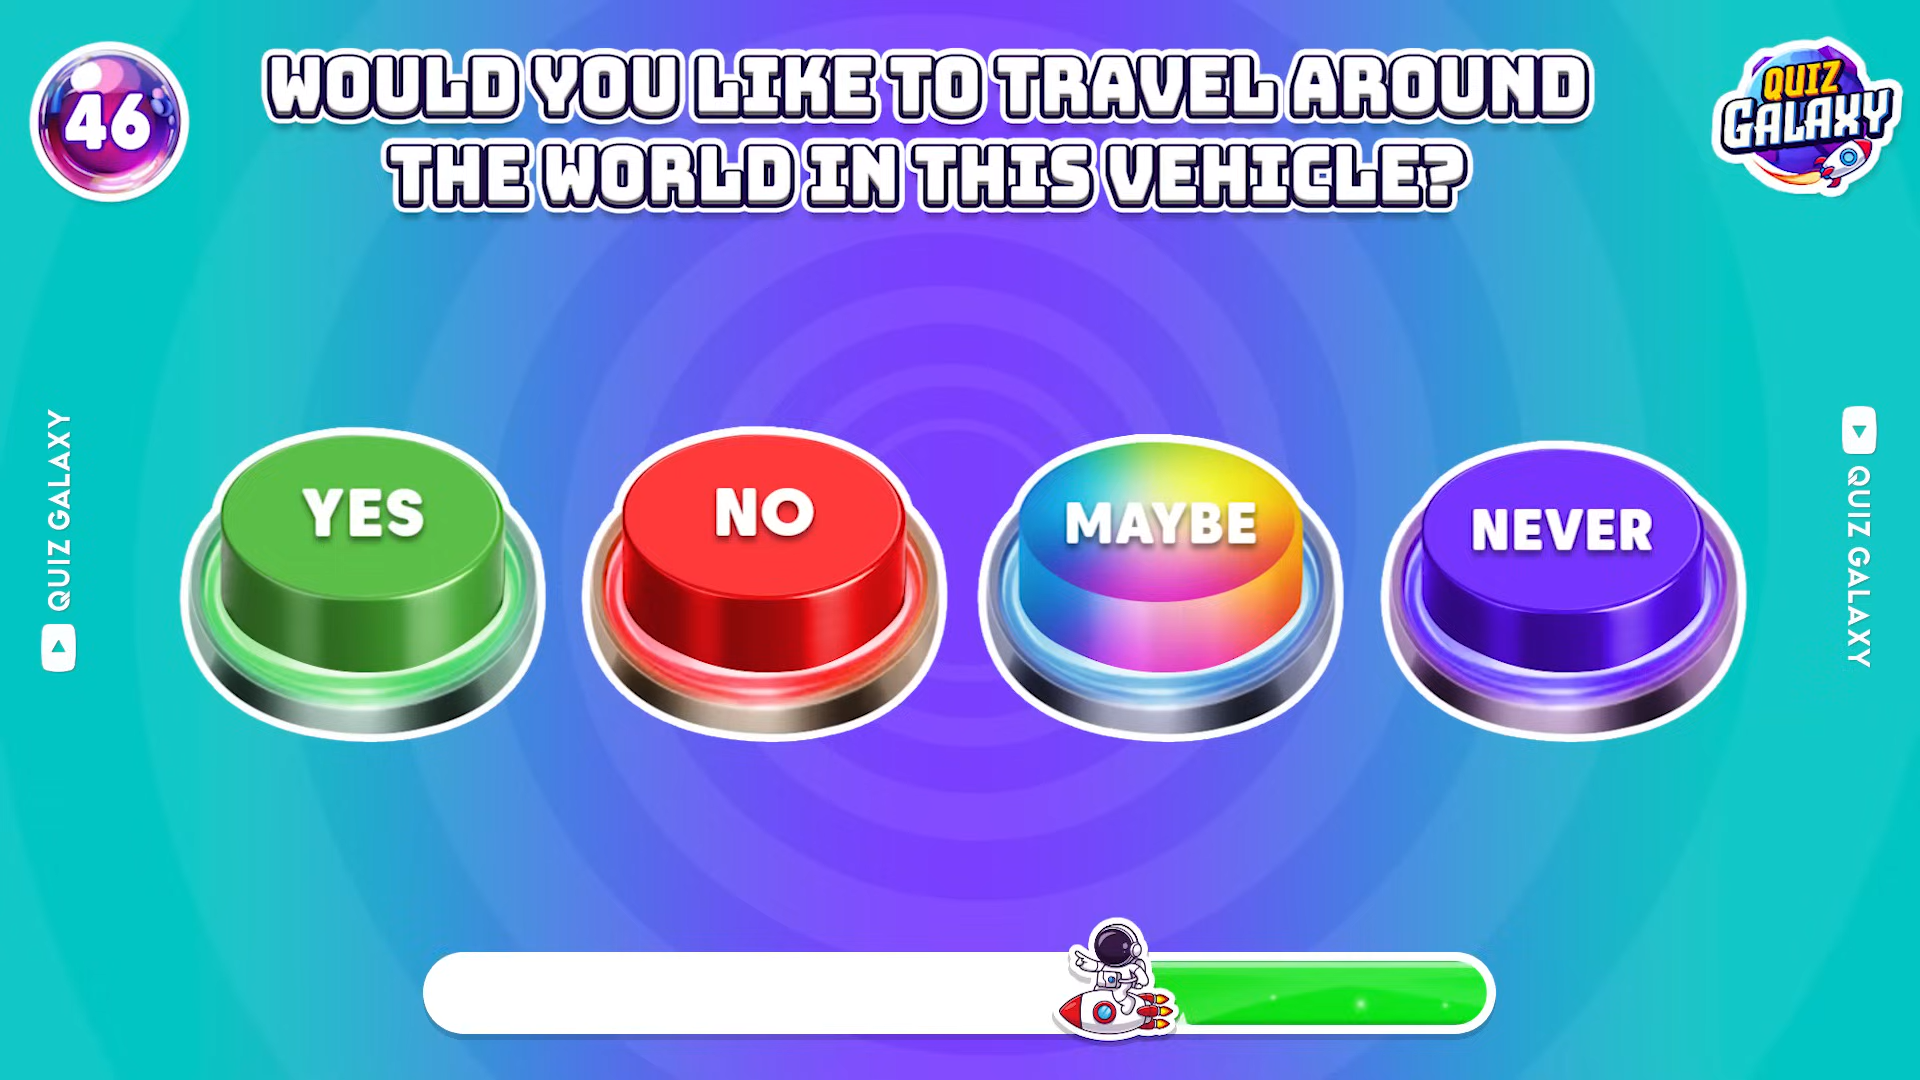 46
WOULD YOU LIKE TO TRAVEL AROUND
THE WORLD IN THIS VEHICLE?
QUIZ
GALAXY
YES
NO
MAYBE
NEVER
QUIZ GALAXY
QUIZ GALAXY